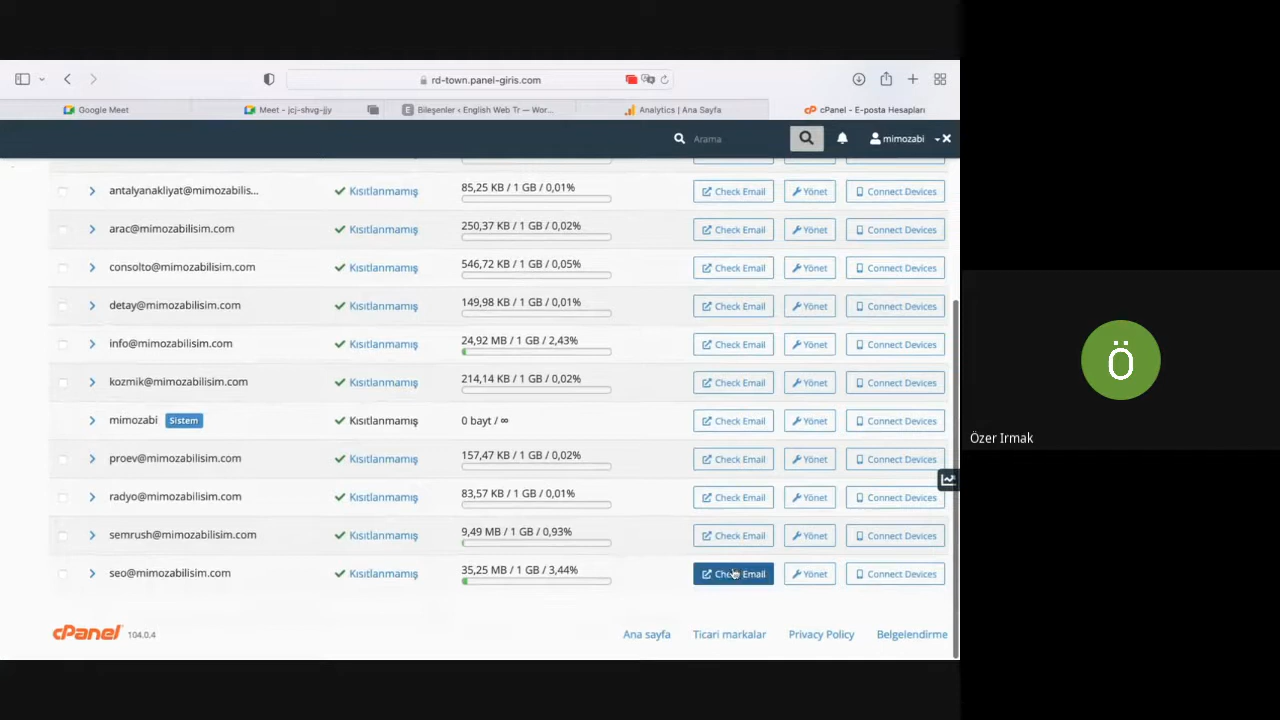 rd-town.panel-giris.com
Google Meet
Meet - jcj-shvg-jjy
Bileşenler ‹ English Web Tr — Wor...
Analytics | Ana Sayfa
cPanel - E-posta Hesapları
Arama
mimozabi
antalyanakliyat@mimozabilis... Kısıtlanmamış 85,25 KB / 1 GB / 0,01% Check Email Yönet Connect Devices
arac@mimozabilisim.com Kısıtlanmamış 250,37 KB / 1 GB / 0,02% Check Email Yönet Connect Devices
consolto@mimozabilisim.com Kısıtlanmamış 546,72 KB / 1 GB / 0,05% Check Email Yönet Connect Devices
detay@mimozabilisim.com Kısıtlanmamış 149,98 KB / 1 GB / 0,01% Check Email Yönet Connect Devices
info@mimozabilisim.com Kısıtlanmamış 24,92 MB / 1 GB / 2,43% Check Email Yönet Connect Devices
kozmik@mimozabilisim.com Kısıtlanmamış 214,14 KB / 1 GB / 0,02% Check Email Yönet Connect Devices
mimozabi Sistem Kısıtlanmamış 0 bayt / ∞ Check Email Yönet Connect Devices
proev@mimozabilisim.com Kısıtlanmamış 157,47 KB / 1 GB / 0,02% Check Email Yönet Connect Devices
radyo@mimozabilisim.com Kısıtlanmamış 83,57 KB / 1 GB / 0,01% Check Email Yönet Connect Devices
semrush@mimozabilisim.com Kısıtlanmamış 9,49 MB / 1 GB / 0,93% Check Email Yönet Connect Devices
seo@mimozabilisim.com Kısıtlanmamış 35,25 MB / 1 GB / 3,44% Check Email Yönet Connect Devices
cPanel 104.0.4 Ana sayfa Ticari markalar Privacy Policy Belgelendirme
Ö
Özer Irmak